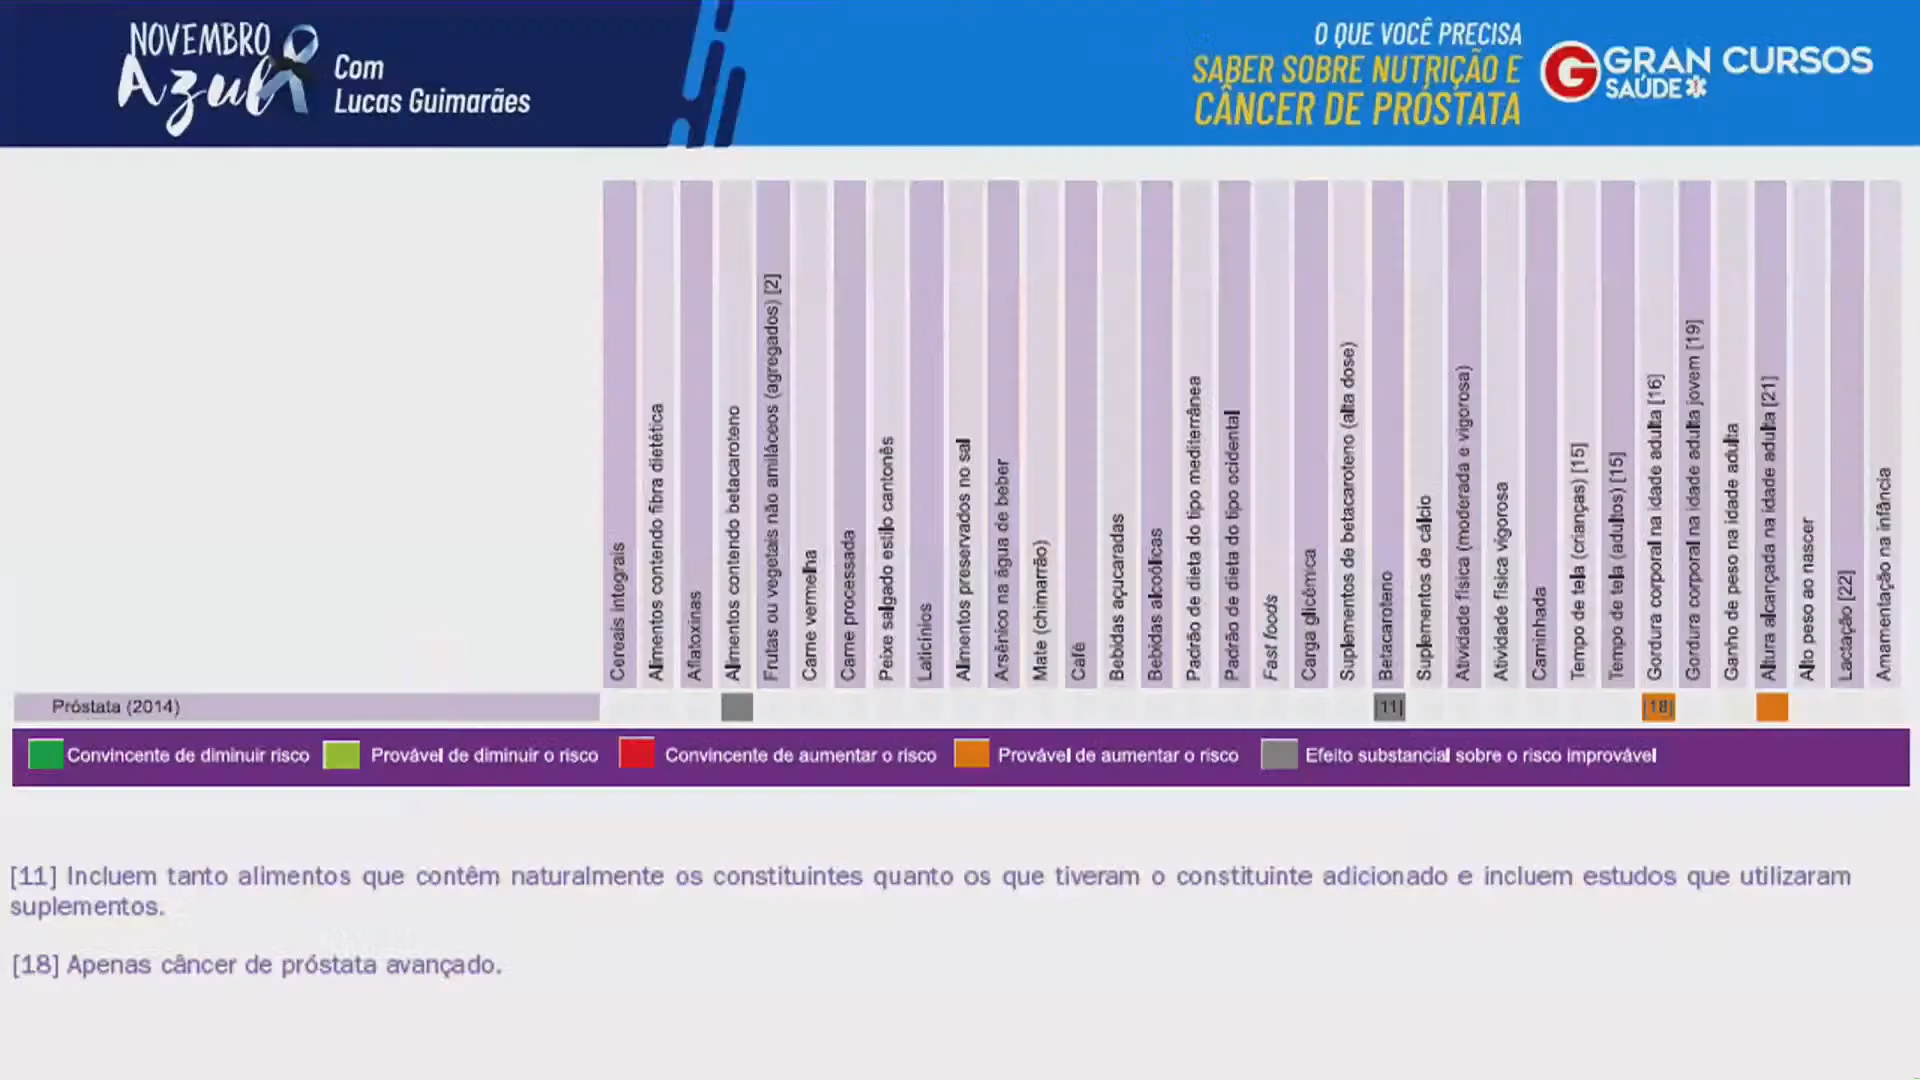 NOVEMBRO
Azul
Com
Lucas Guimarães
O QUE VOCÊ PRECISA
SABER SOBRE NUTRIÇÃO E
CÂNCER DE PRÓSTATA
G GRAN CURSOS
SAÚDE
Cereais integrais
Alimentos contendo fibra dietética
Aflatoxinas
Alimentos contendo betacaroteno
Frutas ou vegetais não amiláceos (agregados) [2]
Carne vermelha
Carne processada
Peixe salgado estilo cantonês
Laticínios
Alimentos preservados no sal
Arsênico na água de beber
Mate (chimarrão)
Café
Bebidas açucaradas
Bebidas alcoólicas
Padrão de dieta do tipo mediterrânea
Padrão de dieta do tipo ocidental
Fast foods
Carga glicêmica
Suplementos de betacaroteno (alta dose)
Betacaroteno
Suplementos de cálcio
Atividade física (moderada e vigorosa)
Atividade física vigorosa
Caminhada
Tempo de tela (crianças) [15]
Tempo de tela (adultos) [15]
Gordura corporal na idade adulta [16]
Gordura corporal na idade adulta jovem [19]
Ganho de peso na idade adulta
Altura alcançada na idade adulta [21]
Alto peso ao nascer
Lactação [22]
Amamentação na infância
Próstata (2014)
[11]
[18]
Convincente de diminuir risco
Provável de diminuir o risco
Convincente de aumentar o risco
Provável de aumentar o risco
Efeito substancial sobre o risco improvável
[11] Incluem tanto alimentos que contêm naturalmente os constituintes quanto os que tiveram o constituinte adicionado e incluem estudos que utilizaram
suplementos.
[18] Apenas câncer de próstata avançado.